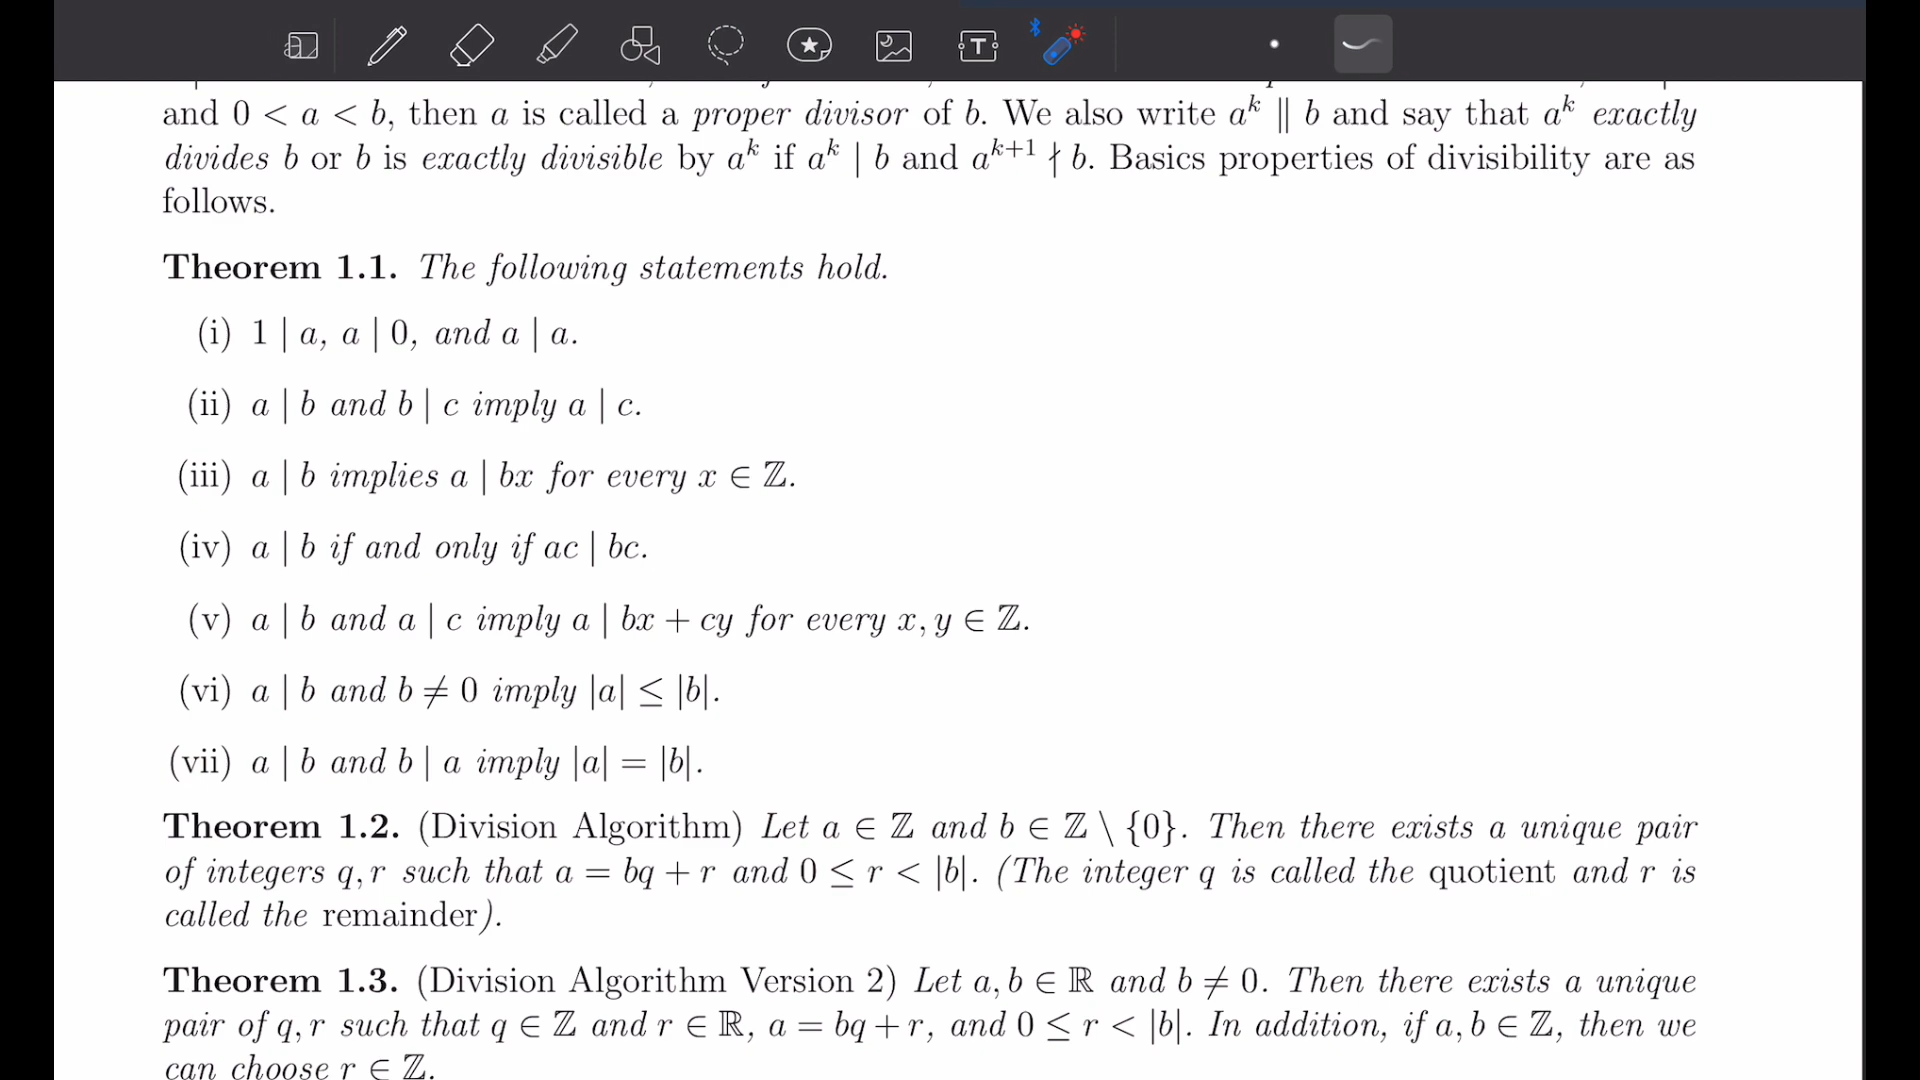 and 0 < a < b, then a is called a proper divisor of b. We also write a^k ∥ b and say that a^k exactly
divides b or b is exactly divisible by a^k if a^k | b and a^{k+1} ∤ b. Basics properties of divisibility are as
follows.
Theorem 1.1. The following statements hold.
(i) 1 | a, a | 0, and a | a.
(ii) a | b and b | c imply a | c.
(iii) a | b implies a | bx for every x ∈ ℤ.
(iv) a | b if and only if ac | bc.
(v) a | b and a | c imply a | bx + cy for every x, y ∈ ℤ.
(vi) a | b and b ≠ 0 imply |a| ≤ |b|.
(vii) a | b and b | a imply |a| = |b|.
Theorem 1.2. (Division Algorithm) Let a ∈ ℤ and b ∈ ℤ \ {0}. Then there exists a unique pair
of integers q, r such that a = bq + r and 0 ≤ r < |b|. (The integer q is called the quotient and r is
called the remainder).
Theorem 1.3. (Division Algorithm Version 2) Let a, b ∈ ℝ and b ≠ 0. Then there exists a unique
pair of q, r such that q ∈ ℤ and r ∈ ℝ, a = bq + r, and 0 ≤ r < |b|. In addition, if a, b ∈ ℤ, then we
can choose r ∈ ℤ.